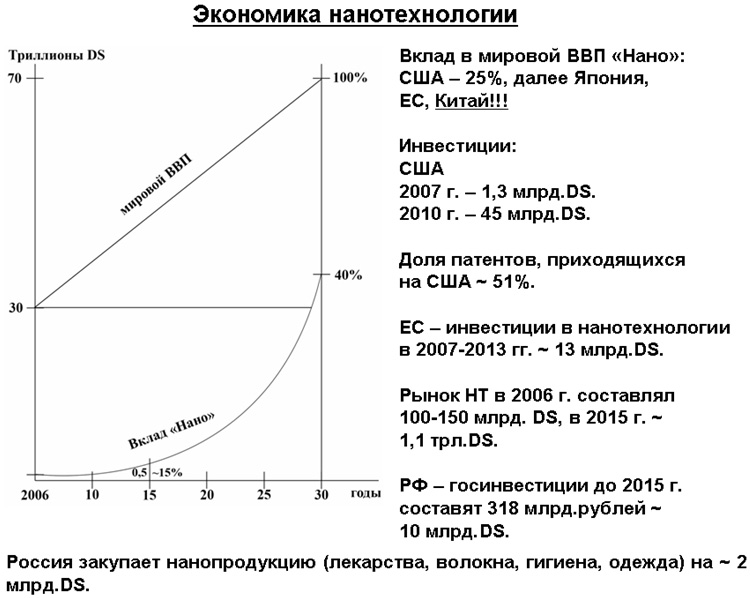 Экономика нанотехнологии
Триллионы DS
70
100%
мировой ВВП
40%
30
Вклад «Нано»
0,5 ~15%
2006 10 15 20 25 30 годы
Вклад в мировой ВВП «Нано»:
США – 25%, далее Япония,
ЕС, Китай!!!
Инвестиции:
США
2007 г. – 1,3 млрд.DS.
2010 г. – 45 млрд.DS.
Доля патентов, приходящихся
на США ~ 51%.
ЕС – инвестиции в нанотехнологии
в 2007-2013 гг. ~ 13 млрд.DS.
Рынок НТ в 2006 г. составлял
100-150 млрд. DS, в 2015 г. ~
1,1 трл.DS.
РФ – госинвестиции до 2015 г.
составят 318 млрд.рублей ~
10 млрд.DS.
Россия закупает нанопродукцию (лекарства, волокна, гигиена, одежда) на ~ 2
млрд.DS.